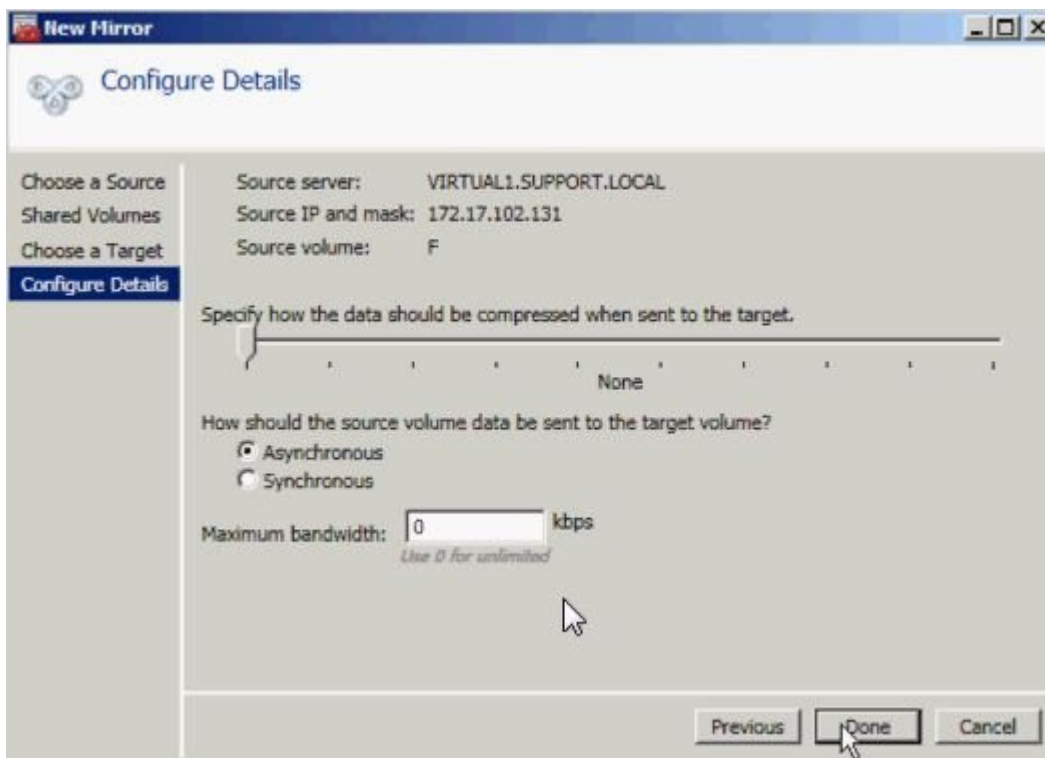 New Mirror
Configure Details
Choose a Source
Shared Volumes
Choose a Target
Configure Details
Source server: VIRTUAL1.SUPPORT.LOCAL
Source IP and mask: 172.17.102.131
Source volume: F
Specify how the data should be compressed when sent to the target.
None
How should the source volume data be sent to the target volume?
Asynchronous
Synchronous
Maximum bandwidth: 0 kbps
Use 0 for unlimited
Previous Done Cancel